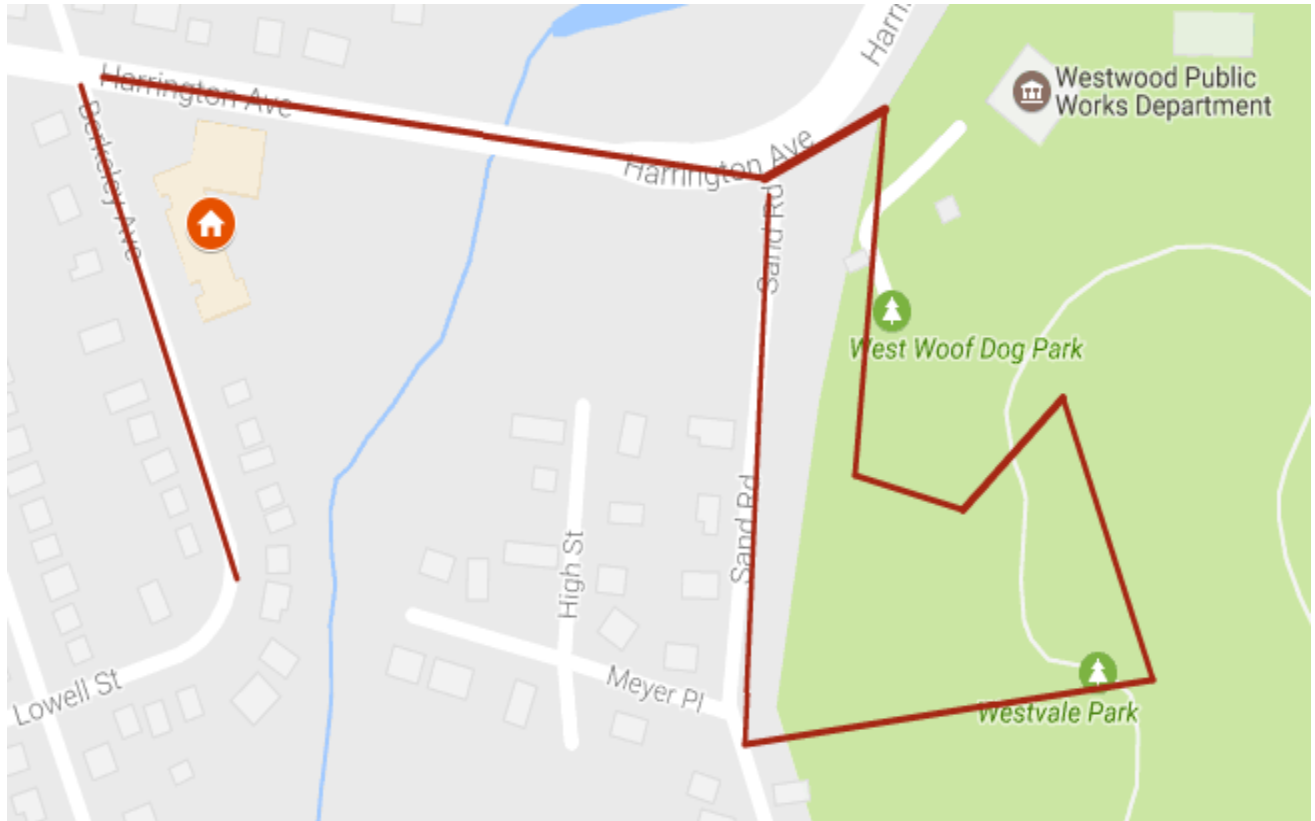 Harri
Westwood Public
Works Department
Harrington Ave
Berkeley Ave
Harrington Ave
Sand Rd
West Woof Dog Park
Sand Rd
High St
Meyer Pl
Lowell St
Westvale Park